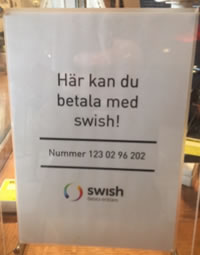 Här kan du
betala med
swish!
Nummer 123 02 96 202
swish